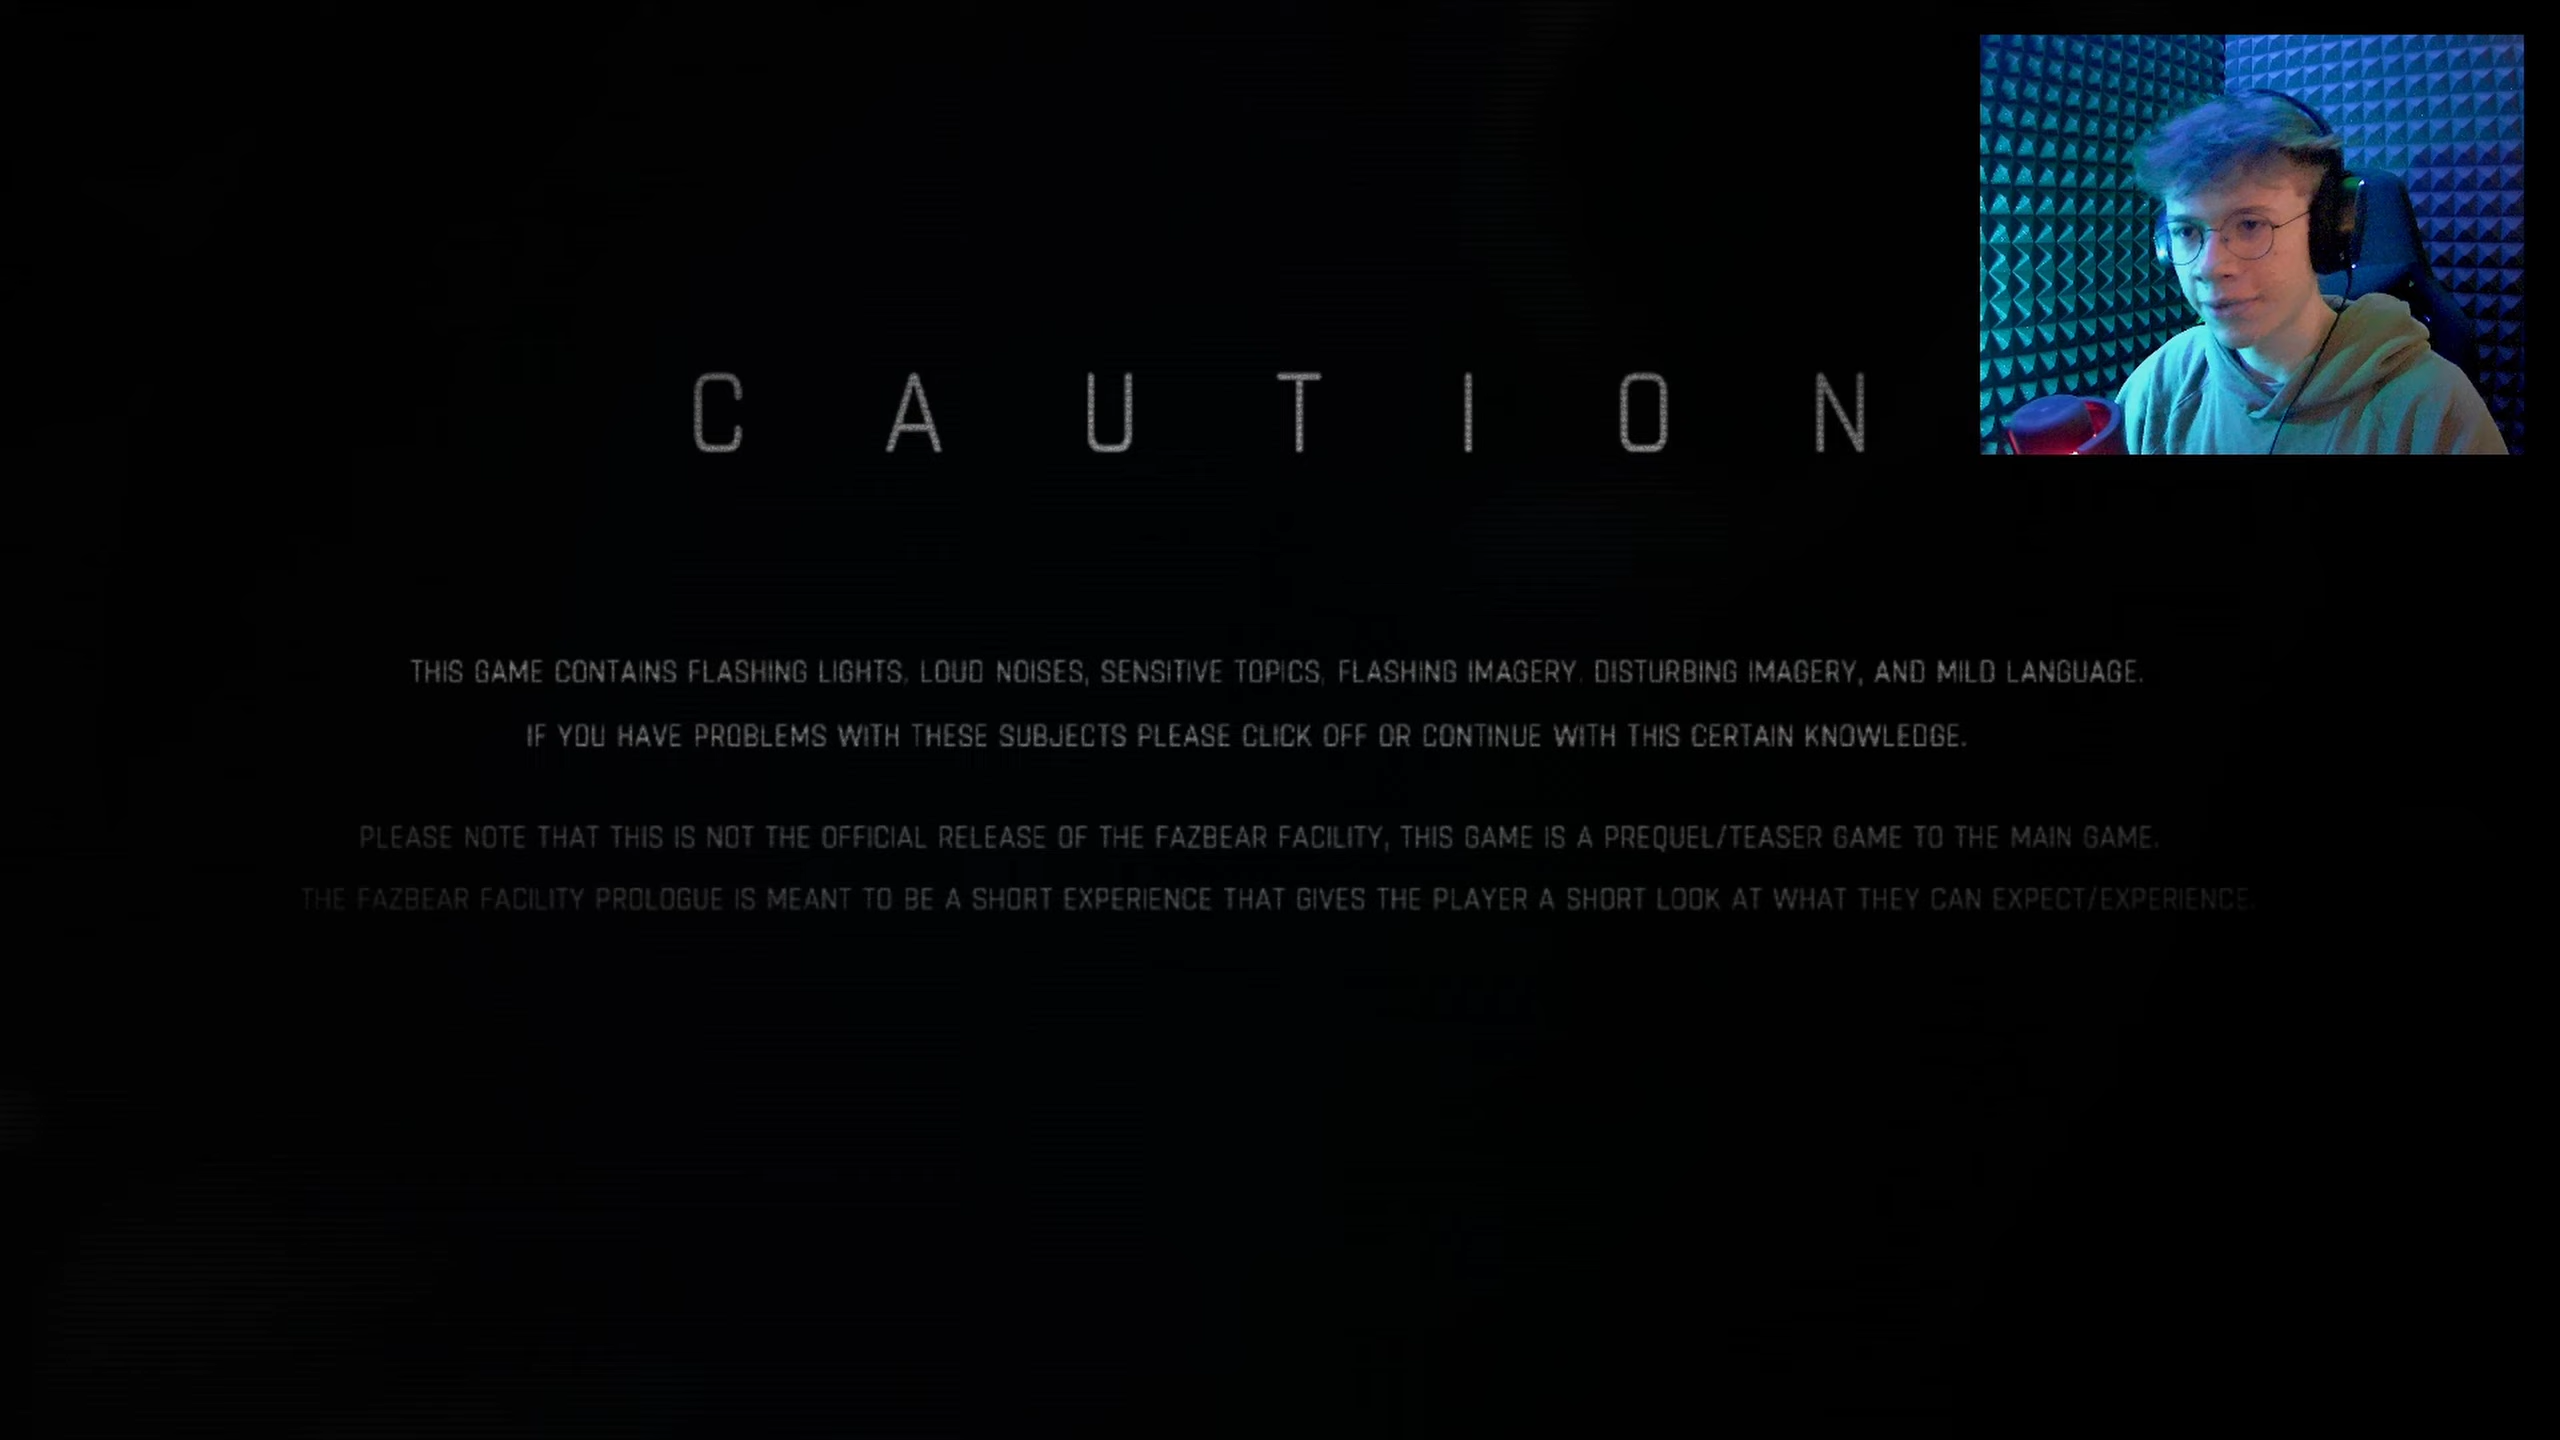 C A U T I O N
THIS GAME CONTAINS FLASHING LIGHTS, LOUD NOISES, SENSITIVE TOPICS, FLASHING IMAGERY, DISTURBING IMAGERY, AND MILD LANGUAGE.
IF YOU HAVE PROBLEMS WITH THESE SUBJECTS PLEASE CLICK OFF OR CONTINUE WITH THIS CERTAIN KNOWLEDGE.
PLEASE NOTE THAT THIS IS NOT THE OFFICIAL RELEASE OF THE FAZBEAR FACILITY, THIS GAME IS A PREQUEL/TEASER GAME TO THE MAIN GAME.
THE FAZBEAR FACILITY PROLOGUE IS MEANT TO BE A SHORT EXPERIENCE THAT GIVES THE PLAYER A SHORT LOOK AT WHAT THEY CAN EXPECT/EXPERIENCE.